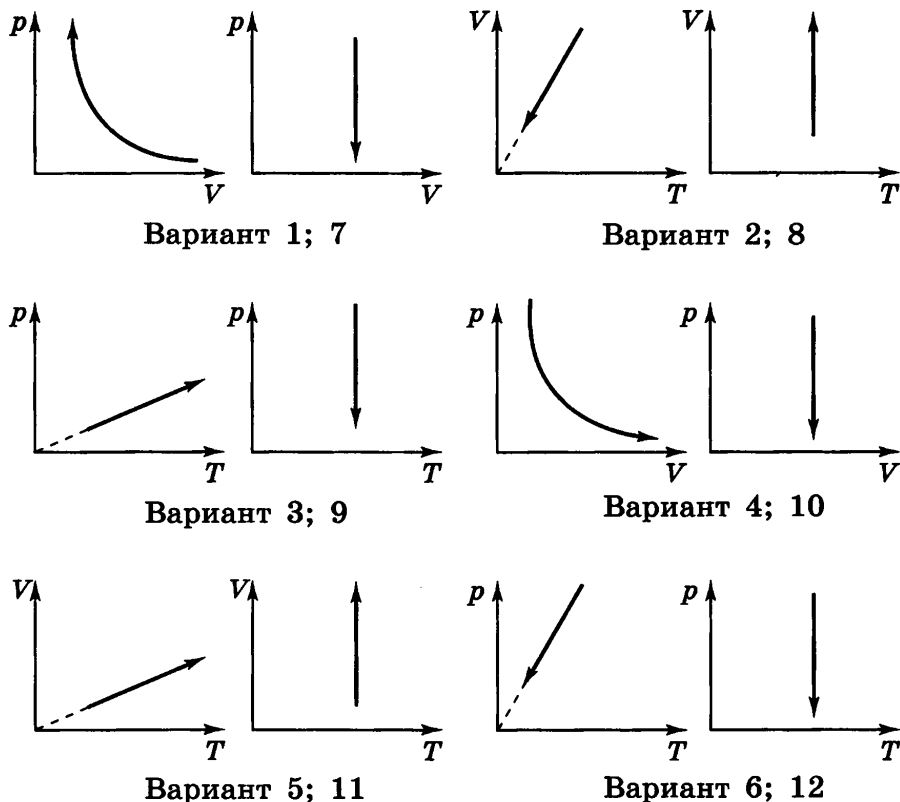 p p V V
V V T T
Вариант 1; 7 Вариант 2; 8
p p p p
T T V V
Вариант 3; 9 Вариант 4; 10
V V p p
T T T V
Вариант 5; 11 Вариант 6; 12